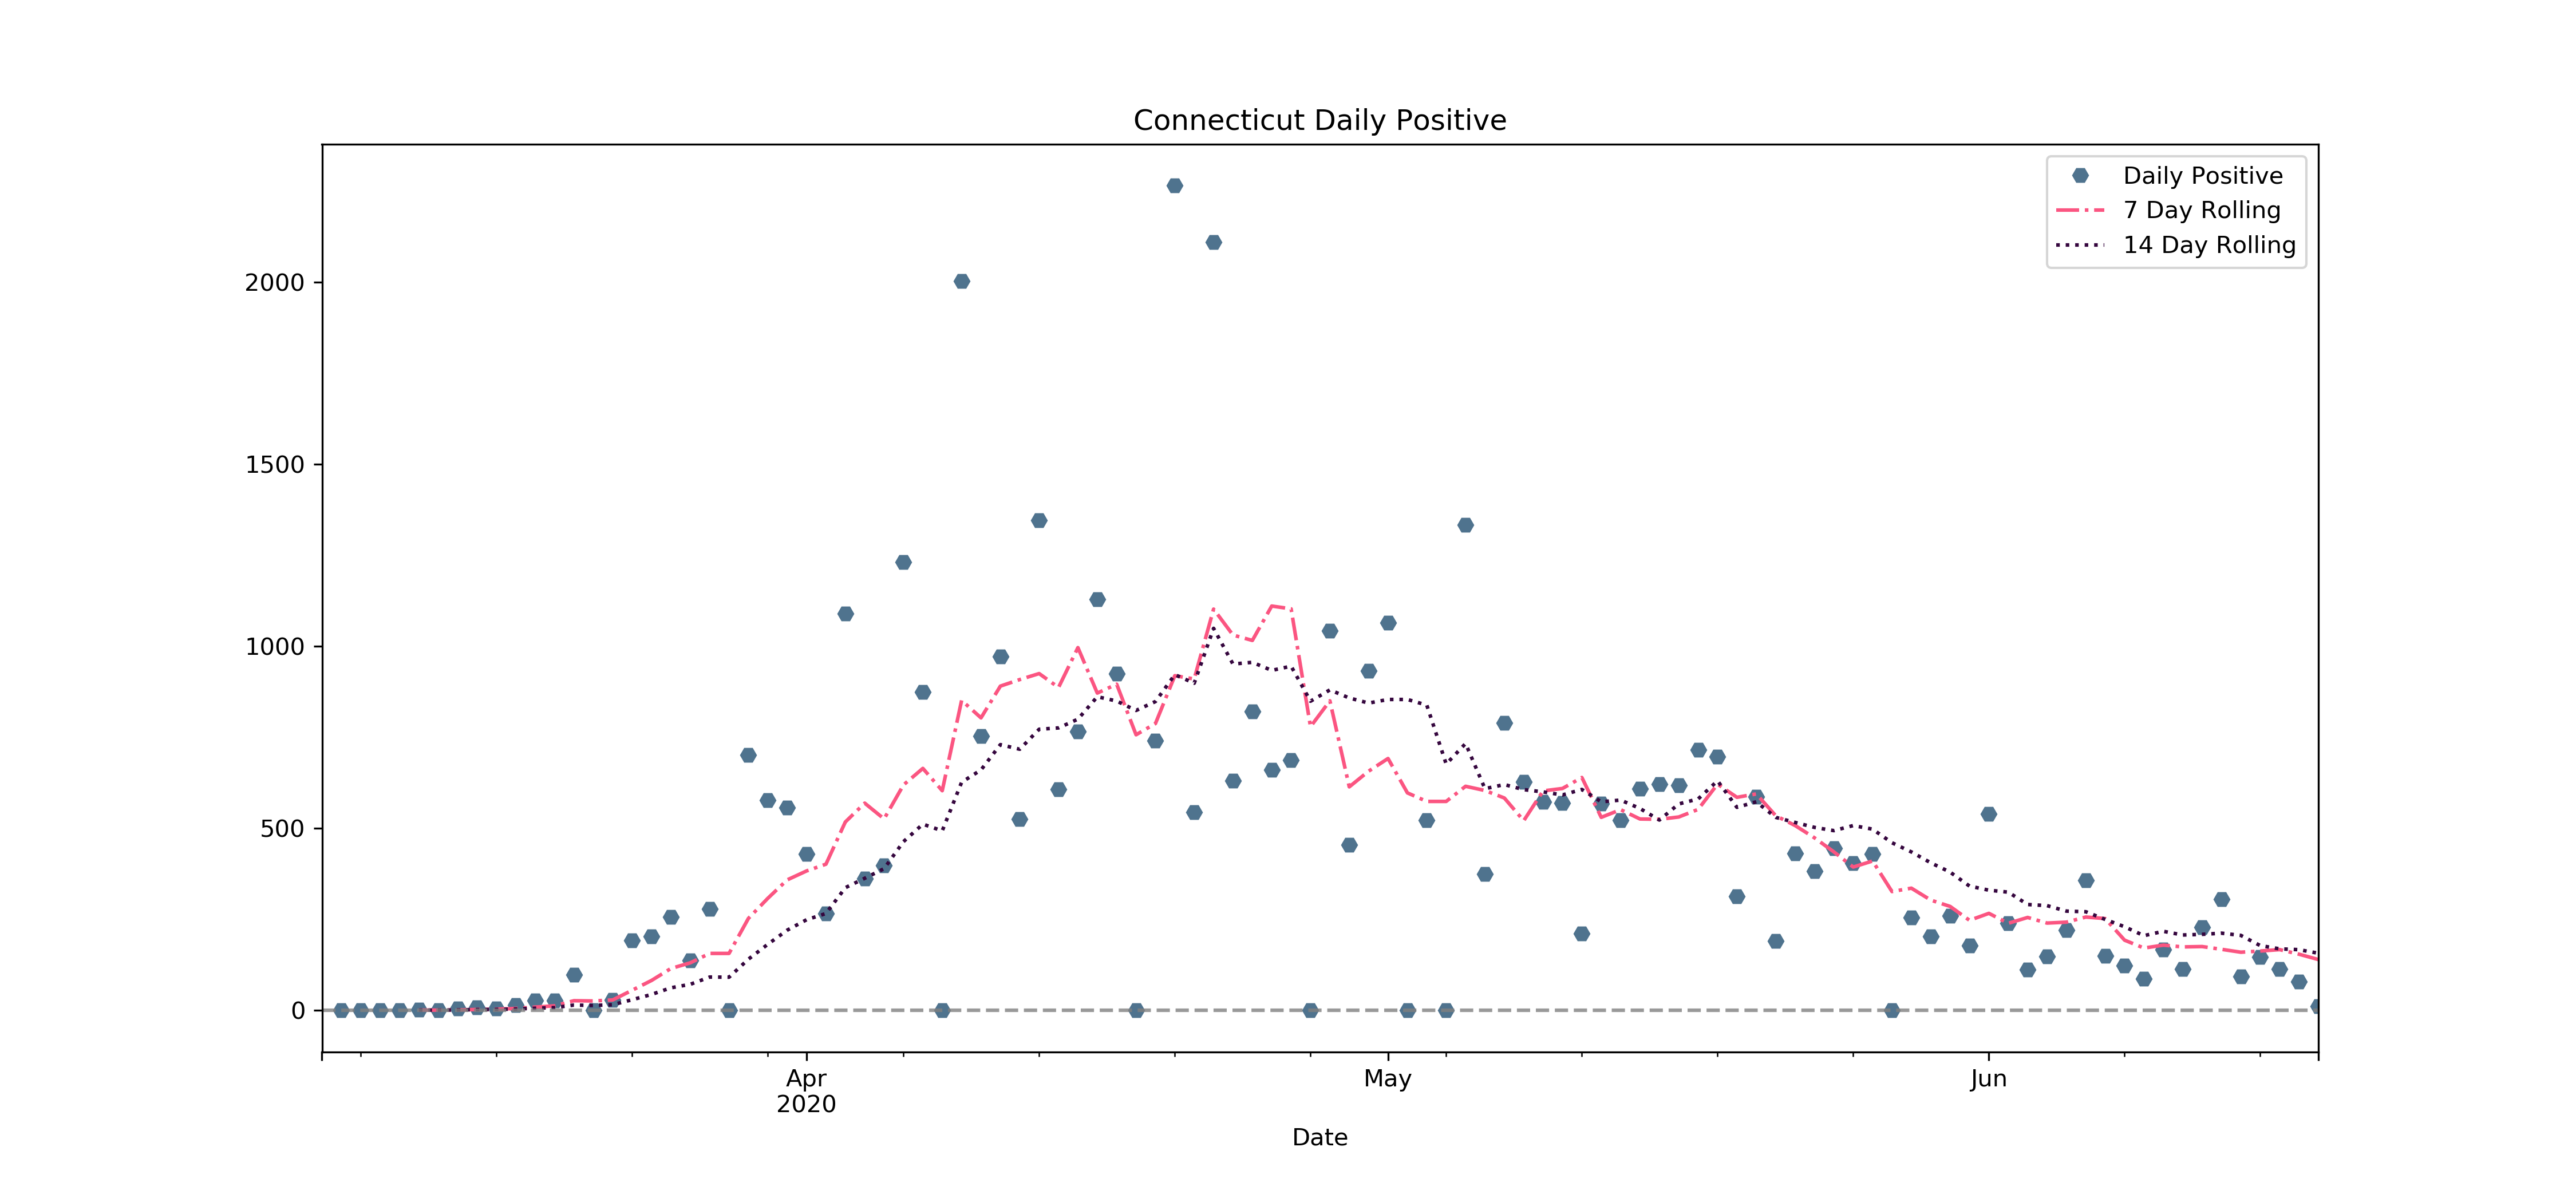 Connecticut Daily Positive
Daily Positive
7 Day Rolling
14 Day Rolling
2000
1500
1000
500
0
Apr
2020
May
Jun
Date